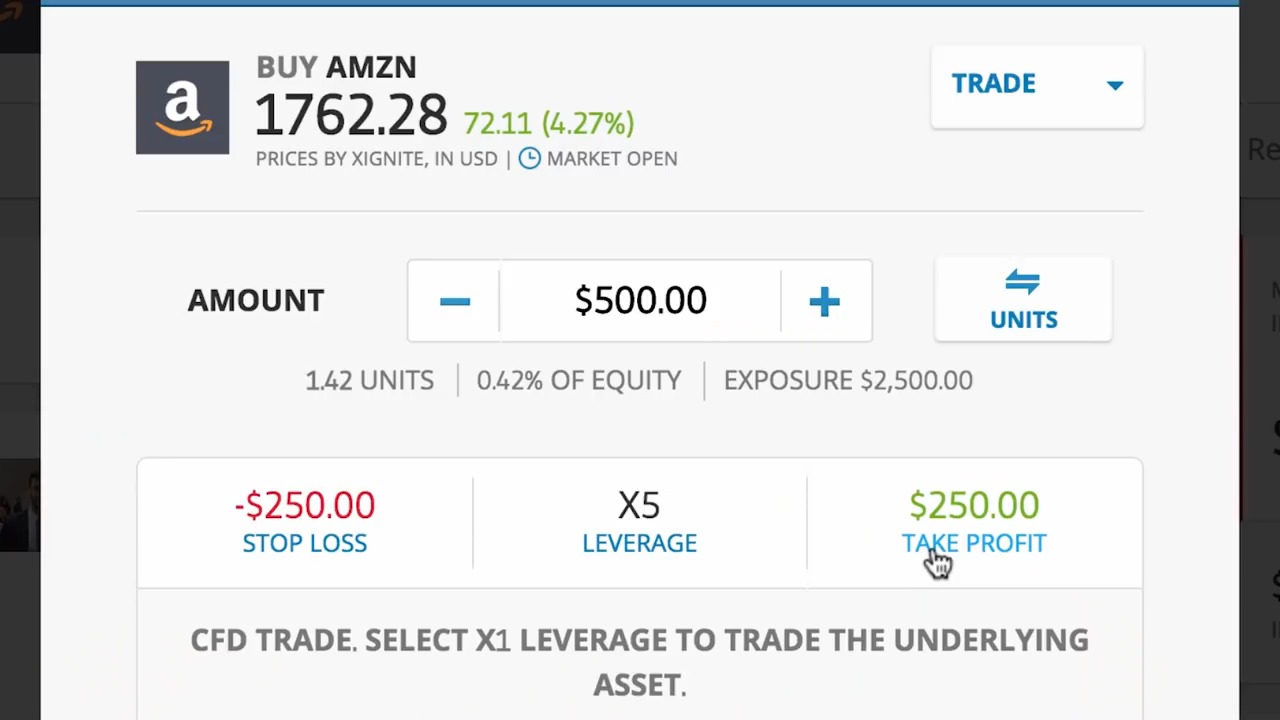 BUY AMZN
1762.28 72.11 (4.27%)
PRICES BY XIGNITE, IN USD | MARKET OPEN
TRADE
Re
AMOUNT
$500.00
UNITS
1.42 UNITS
0.42% OF EQUITY
EXPOSURE $2,500.00
-$250.00
STOP LOSS
X5
LEVERAGE
$250.00
TAKE PROFIT
CFD TRADE. SELECT X1 LEVERAGE TO TRADE THE UNDERLYING
ASSET.